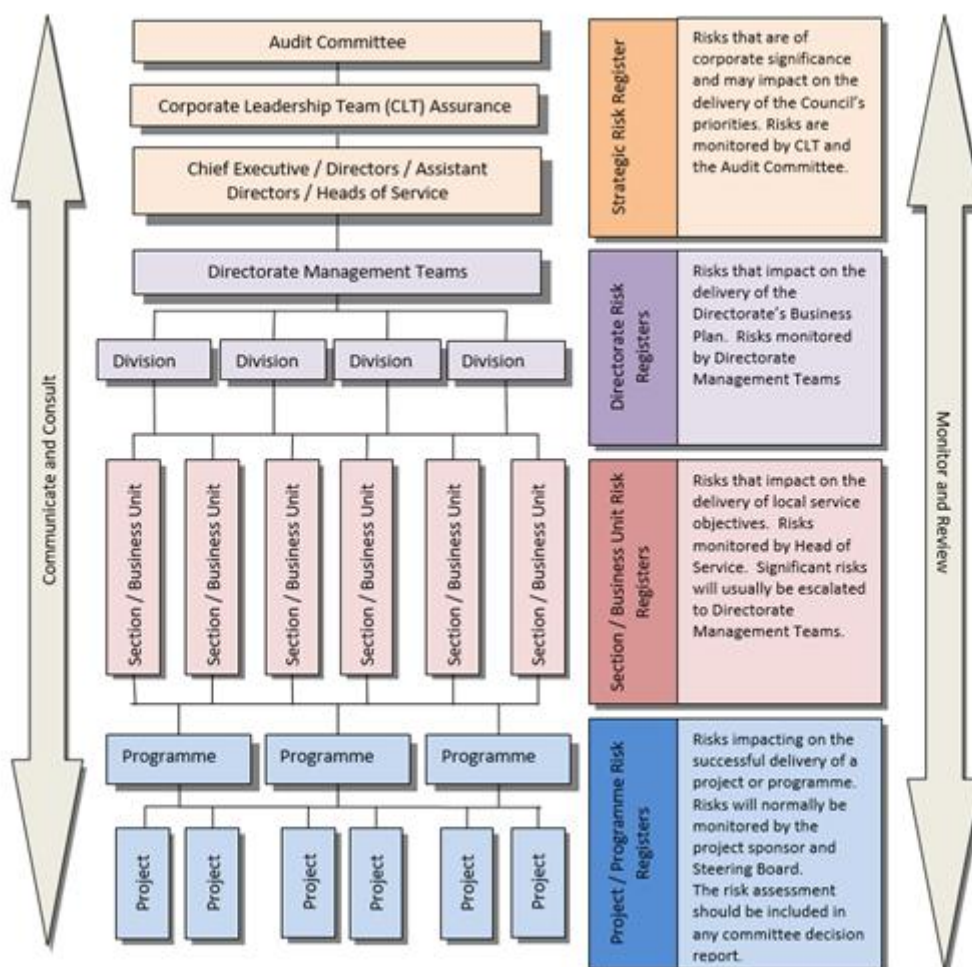 Audit Committee
Corporate Leadership Team (CLT) Assurance
Chief Executive / Directors / Assistant
Directors / Heads of Service
Directorate Management Teams
Division
Division
Division
Division
Section / Business Unit
Section / Business Unit
Section / Business Unit
Section / Business Unit
Section / Business Unit
Section / Business Unit
Programme
Programme
Programme
Project
Project
Project
Project
Project
Project
Communicate and Consult
Strategic Risk Register
Risks that are of
corporate significance
and may impact on the
delivery of the Council's
priorities. Risks are
monitored by CLT and
the Audit Committee.
Directorate Risk
Registers
Risks that impact on the
delivery of the
Directorate's Business
Plan. Risks monitored
by Directorate
Management Teams
Section / Business Unit Risk
Registers
Risks that impact on the
delivery of local service
objectives. Risks
monitored by Head of
Service. Significant risks
will usually be escalated
to Directorate
Management Teams.
Project / Programme Risk
Registers
Risks impacting on the
successful delivery of a
project or programme.
Risks will normally be
monitored by the
project sponsor and
Steering Board.
The risk assessment
should be included in
any committee decision
report.
Monitor and Review